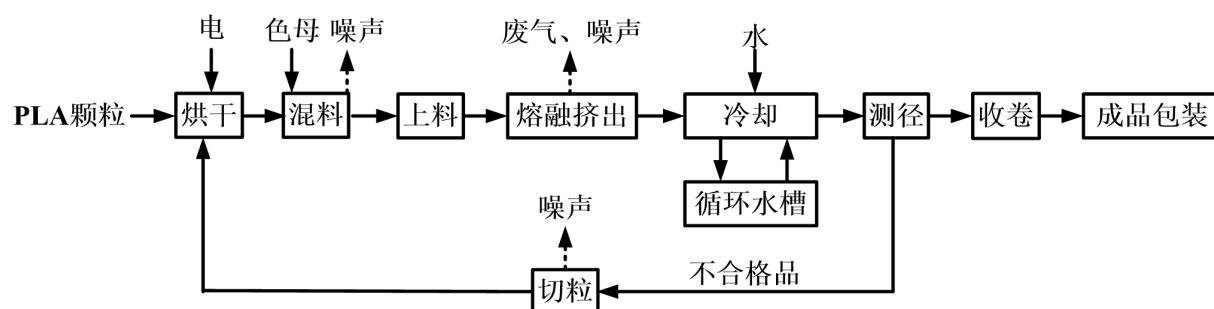 电
色母
噪声
废气、噪声
水
PLA颗粒
烘干
混料
上料
熔融挤出
冷却
测径
收卷
成品包装
循环水槽
噪声
不合格品
切粒